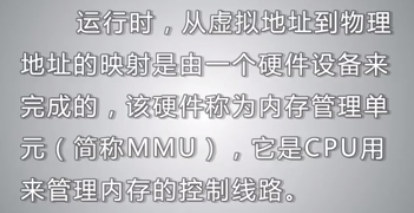 运行时，从虚拟地址到物理
地址的映射是由一个硬件设备来
完成的，该硬件称为内存管理单
元（简称MMU），它是CPU用
来管理内存的控制线路。